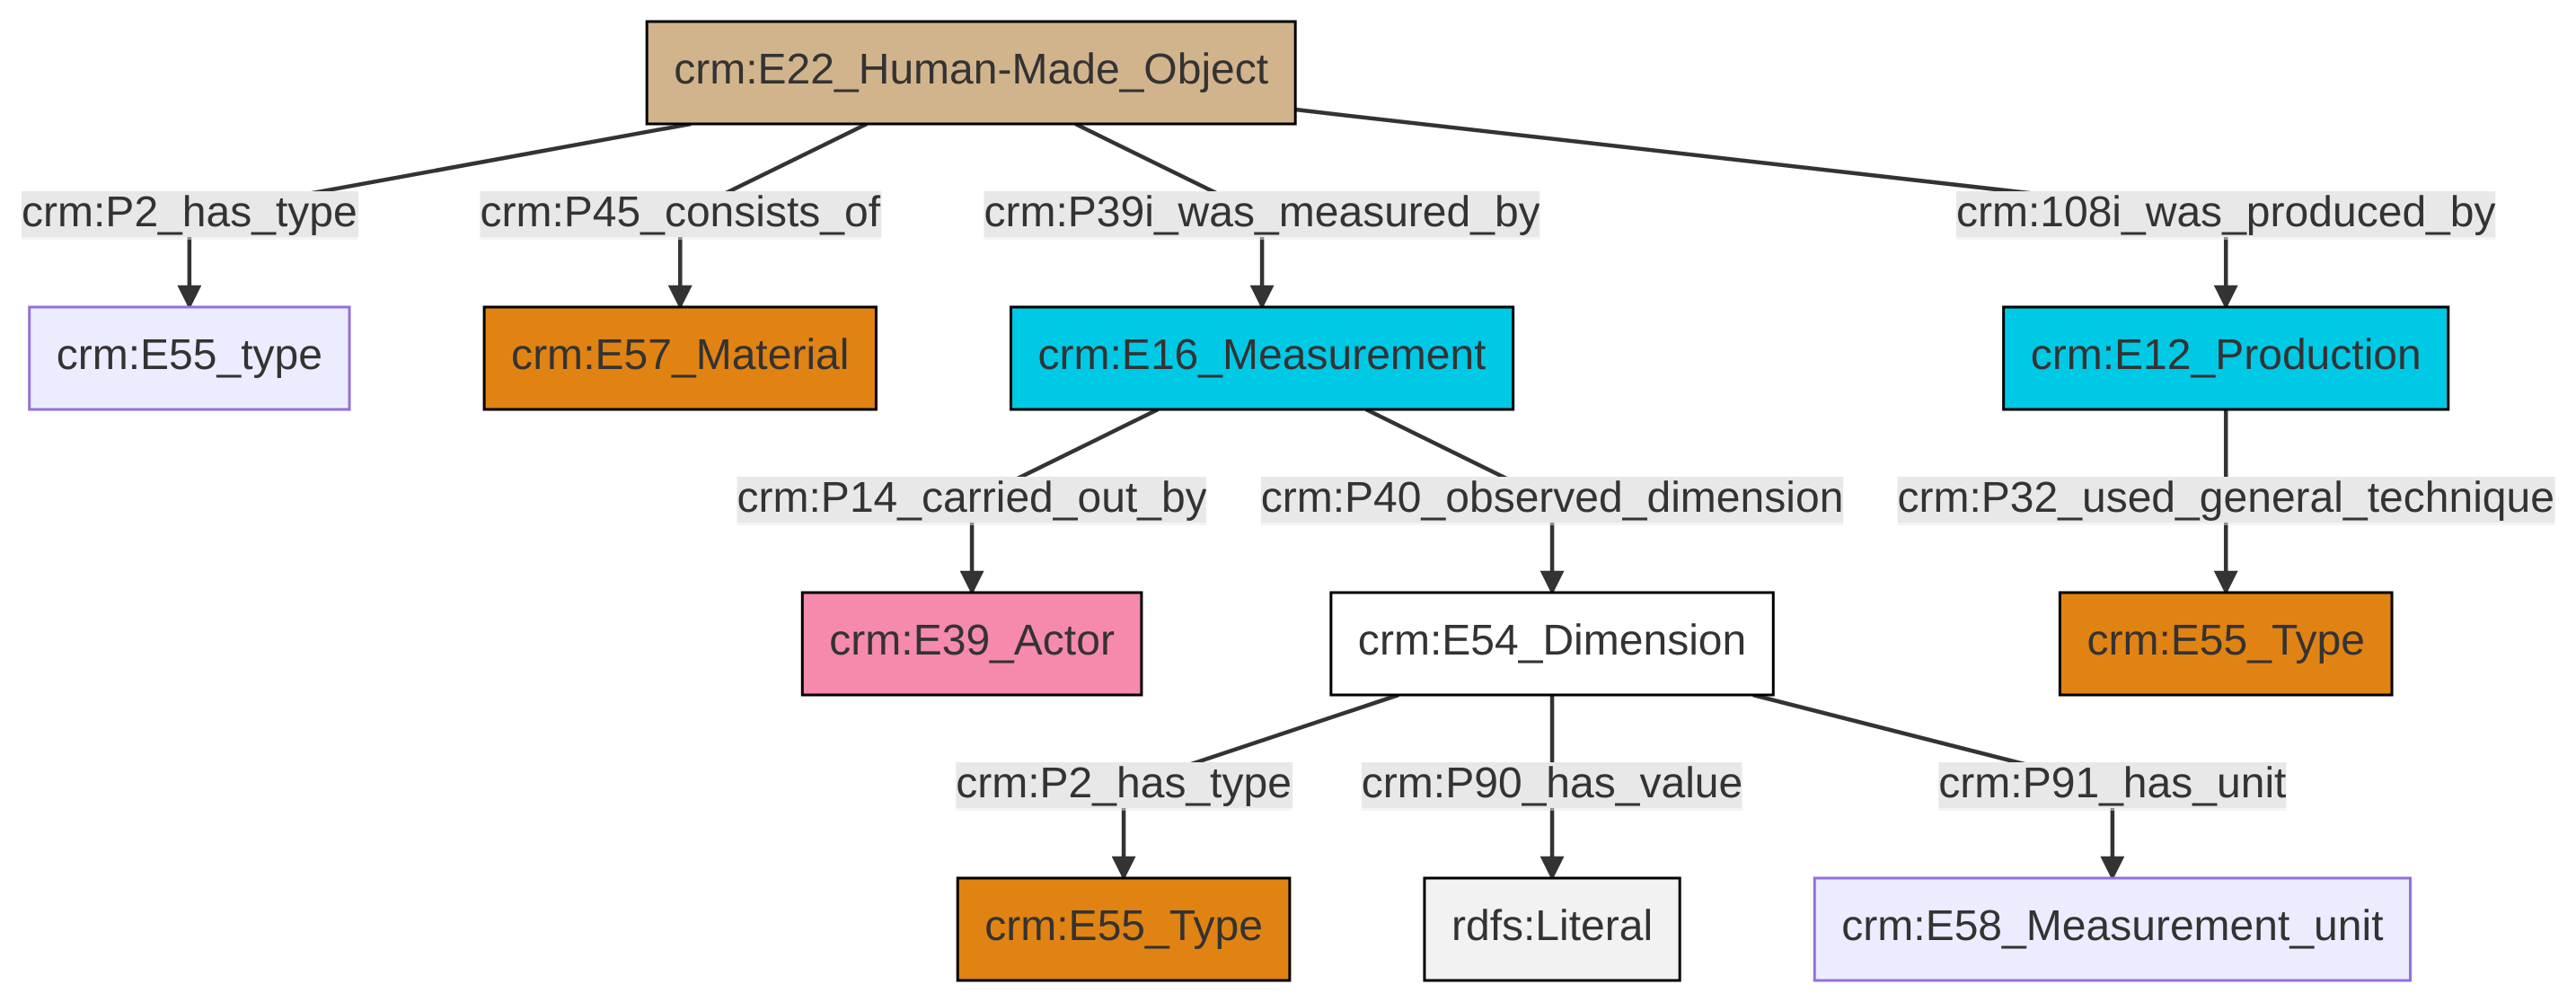 crm:E22_Human-Made_Object
crm:P2_has_type
crm:P45_consists_of
crm:P39i_was_measured_by
crm:108i_was_produced_by
crm:E55_type
crm:E57_Material
crm:E16_Measurement
crm:E12_Production
crm:P14_carried_out_by
crm:P40_observed_dimension
crm:P32_used_general_technique
crm:E39_Actor
crm:E54_Dimension
crm:E55_Type
crm:P2_has_type
crm:P90_has_value
crm:P91_has_unit
crm:E55_Type
rdfs:Literal
crm:E58_Measurement_unit